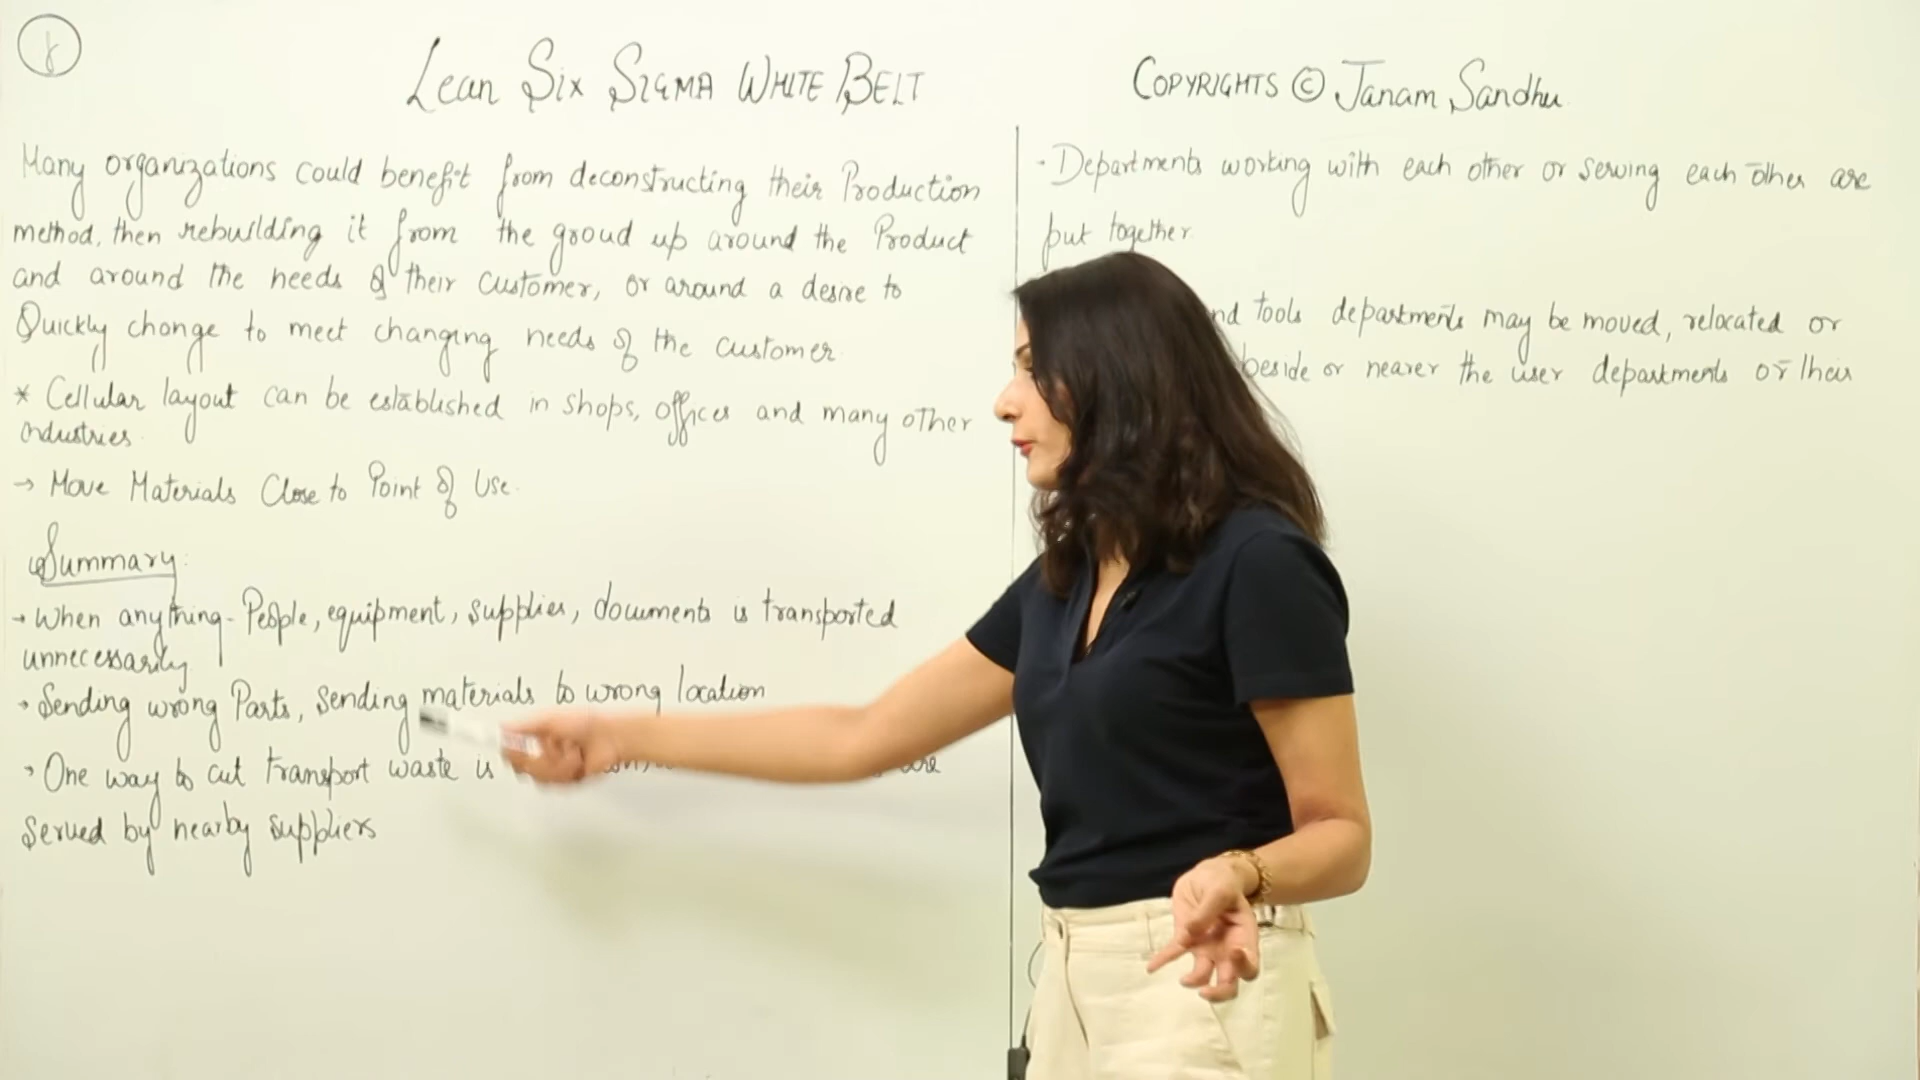 8
Lean Six Sigma White Belt
Copyrights © Janam Sandhu
Many organizations could benefit from deconstructing their Production
method, then rebuilding it from the groud up around the Product
and around the needs of their customer, or around a desire to
Quickly change to meet changing needs of the customer.
* Cellular layout can be established in shops, offices and many other
industries.
→ Move Materials Close to Point of Use.
Summary:
→ When anything - People, equipment, supplies, documents is transported
unnecessarily
• Sending wrong Parts, Sending materials to wrong location
• One way to cut transport waste is are
Served by nearby suppliers
• Departments working with each other or serving each other are
put together.
tools departments may be moved, relocated or
beside or nearer the user departments or their